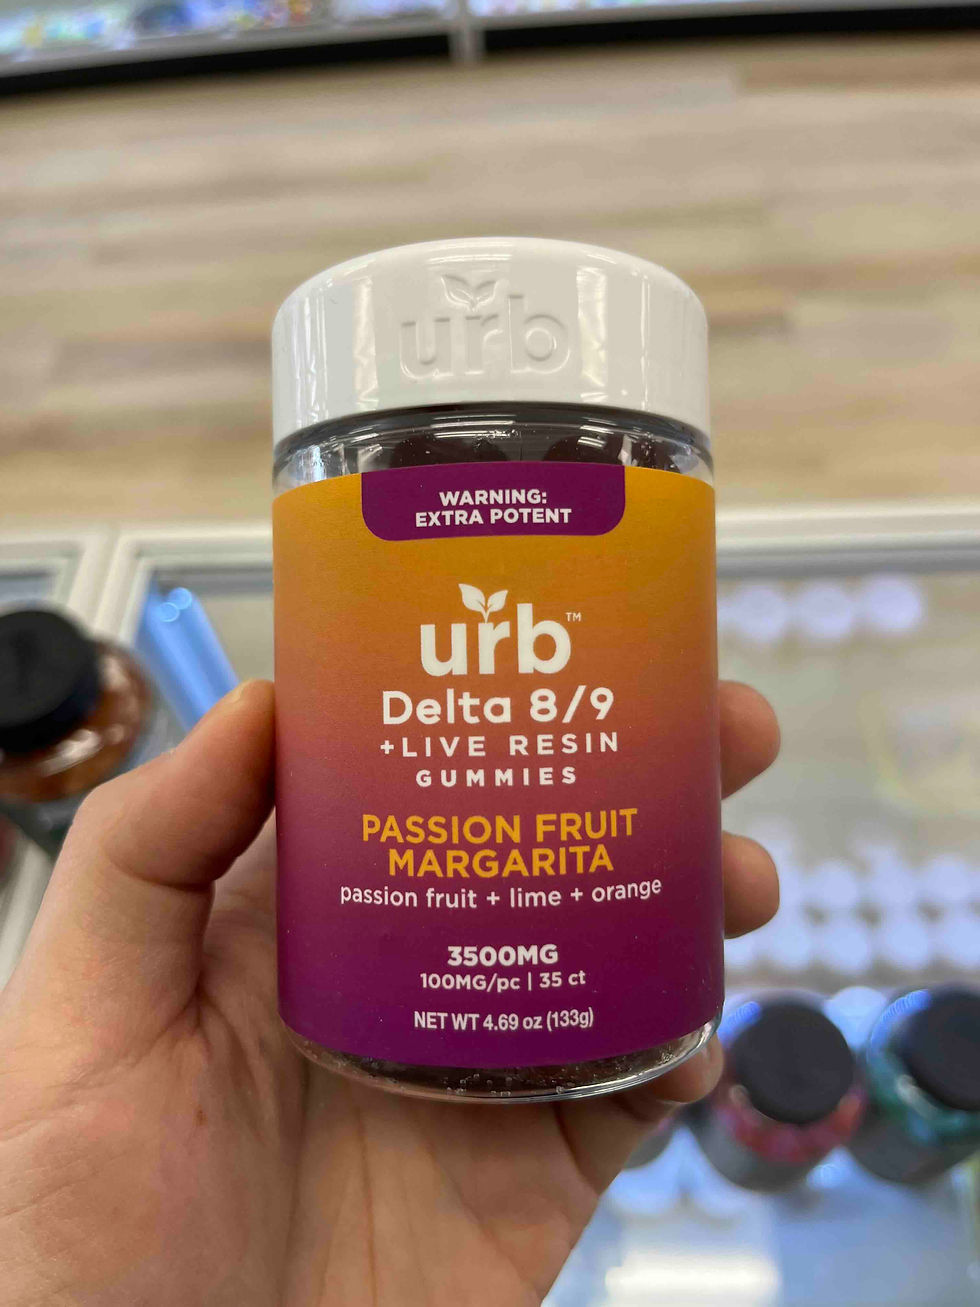 urb
WARNING:
EXTRA POTENT
urb™
Delta 8/9
+LIVE RESIN
GUMMIES
PASSION FRUIT
MARGARITA
passion fruit + lime + orange
3500MG
100MG/pc | 35 ct
NET WT 4.69 oz (133g)